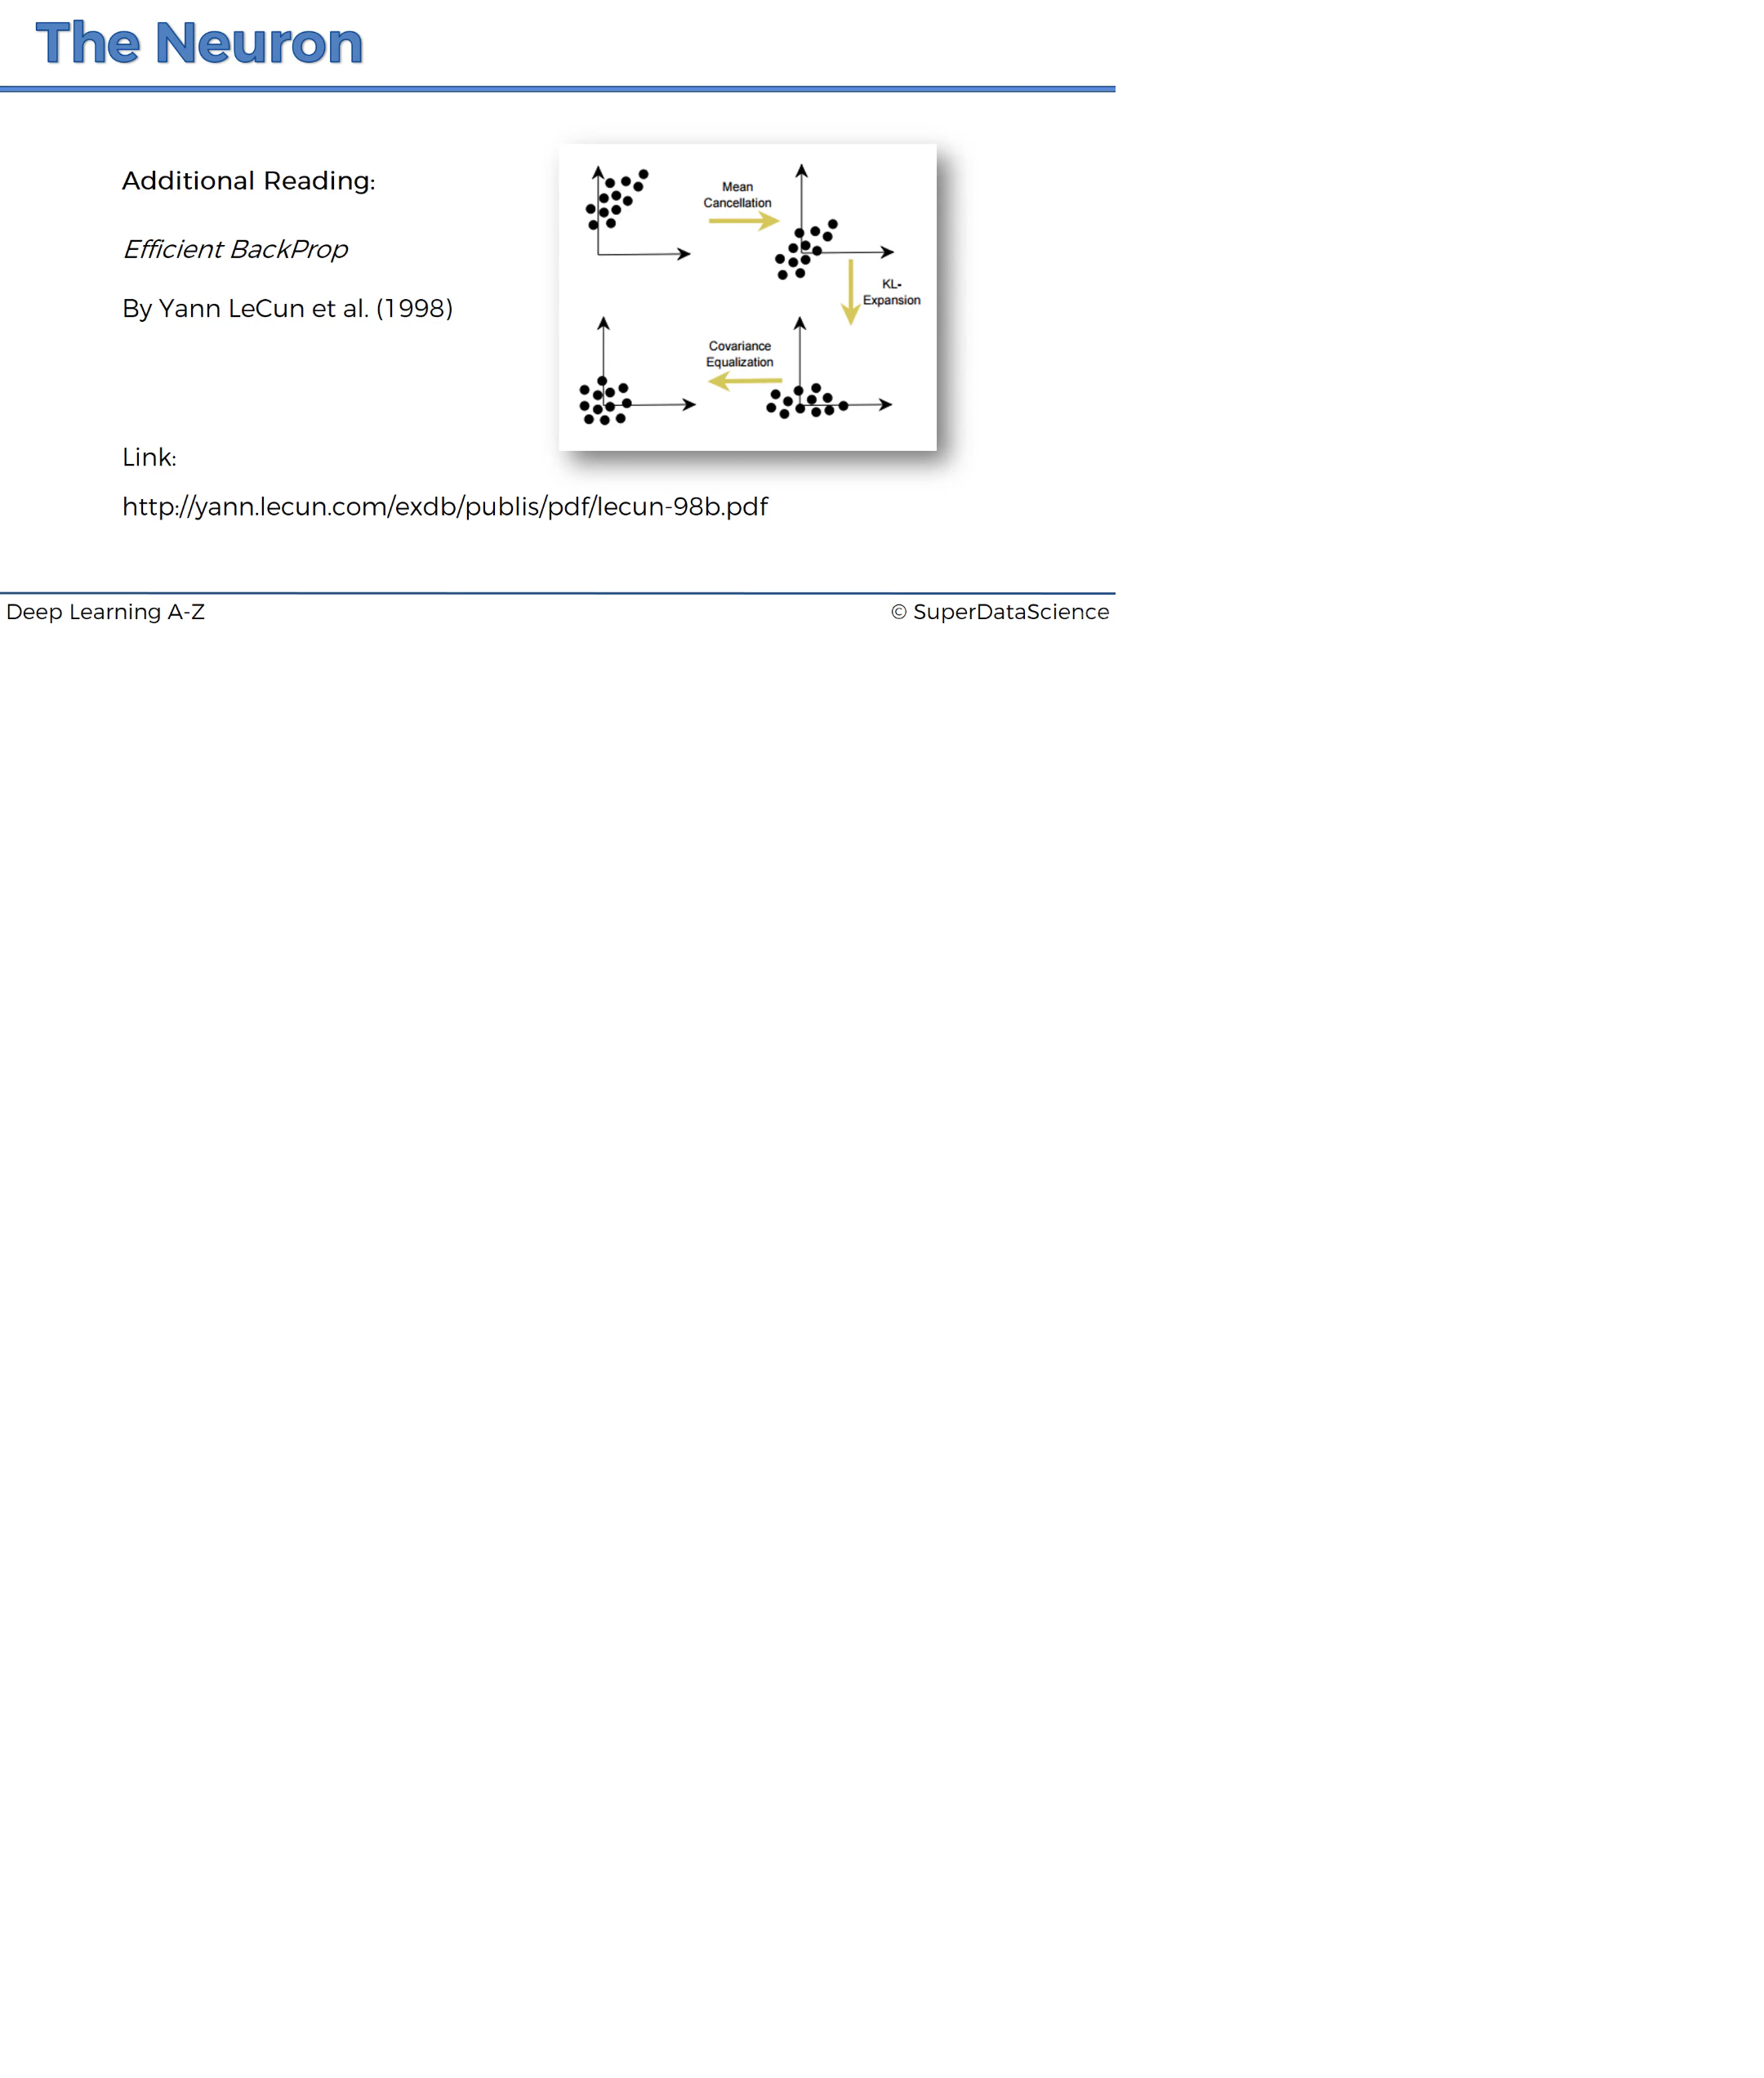 The Neuron
Additional Reading:
Efficient BackProp
By Yann LeCun et al. (1998)
Mean
Cancellation
KL-
Expansion
Covariance
Equalization
Link:
http://yann.lecun.com/exdb/publis/pdf/lecun-98b.pdf
Deep Learning A-Z
© SuperDataScience